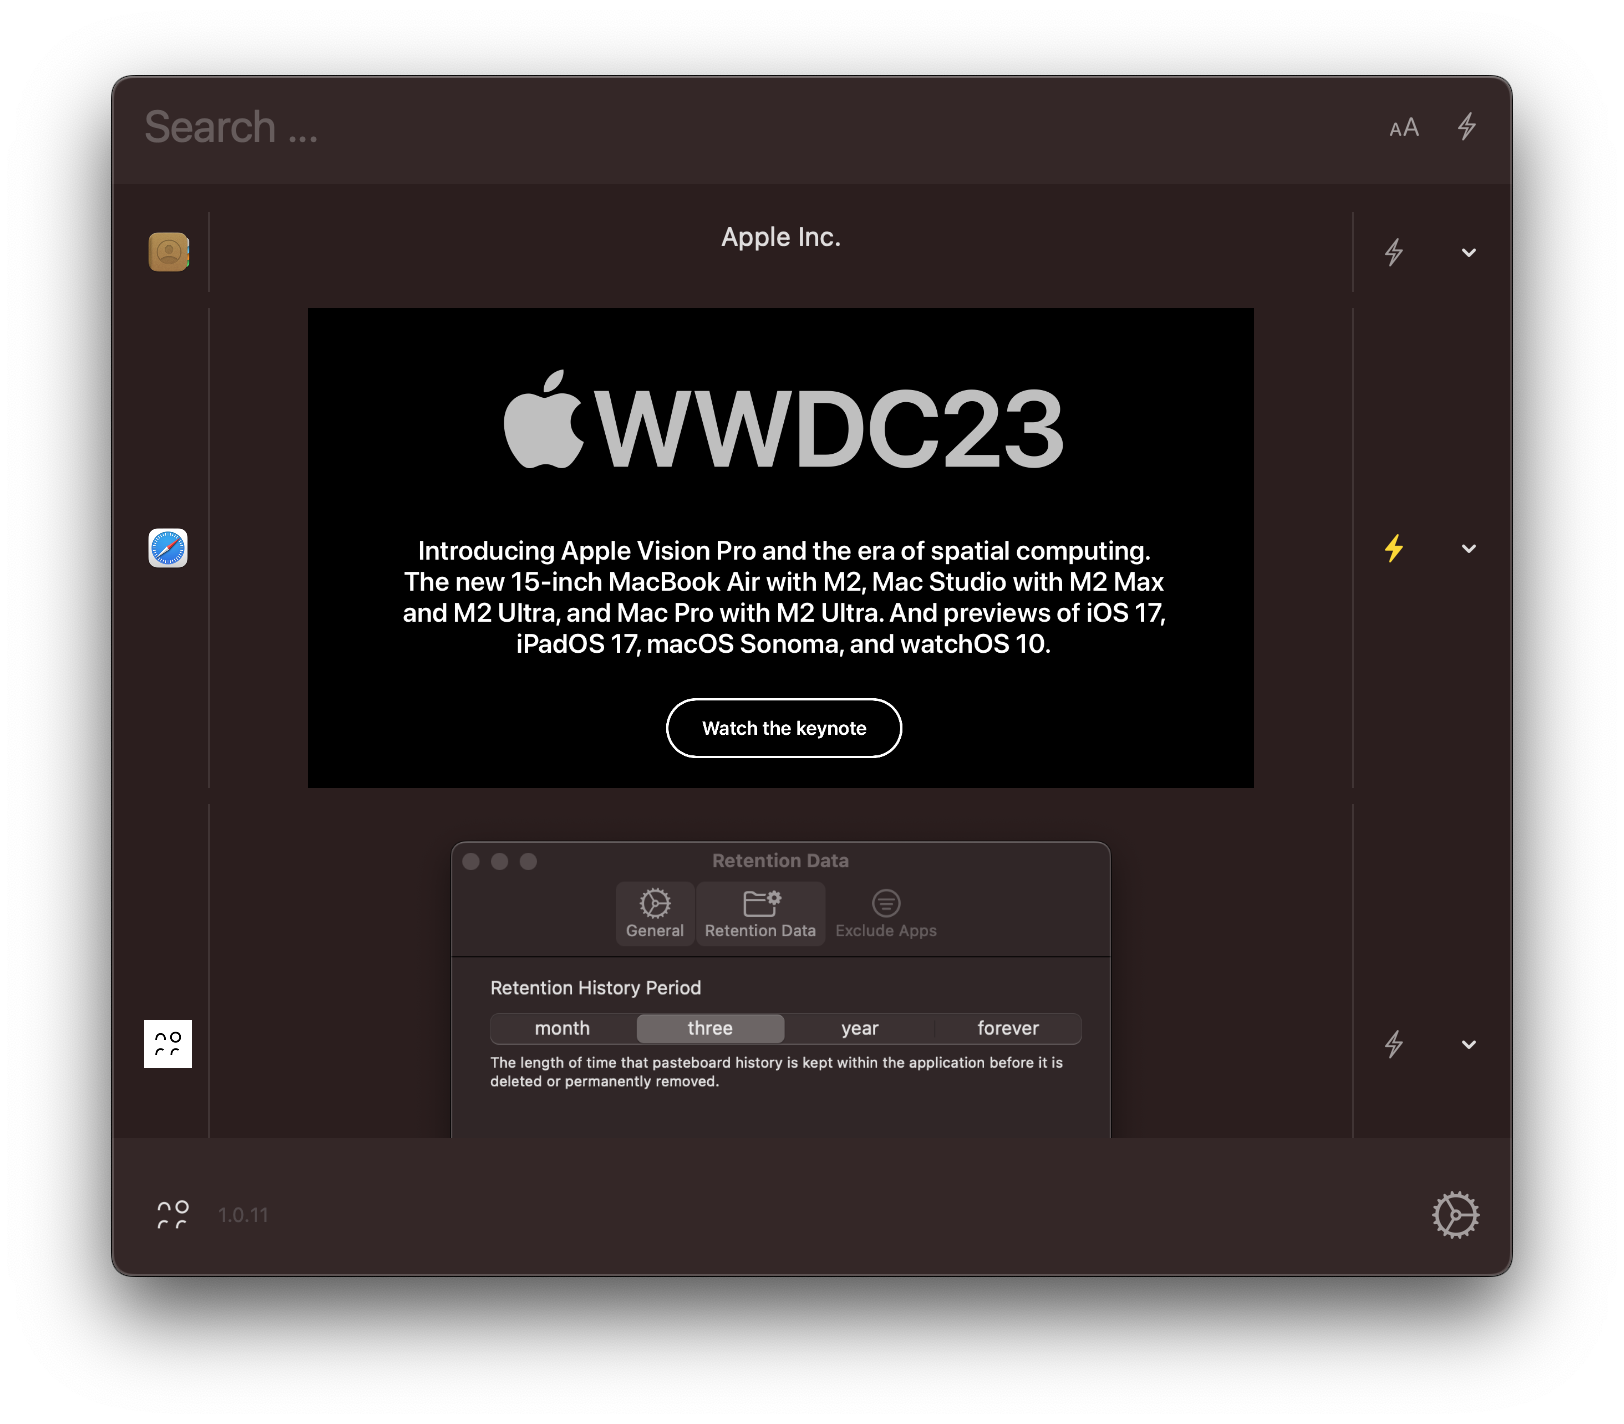 Search ...
AA
Apple Inc.
WWDC23
Introducing Apple Vision Pro and the era of spatial computing.
The new 15-inch MacBook Air with M2, Mac Studio with M2 Max
and M2 Ultra, and Mac Pro with M2 Ultra. And previews of iOS 17,
iPadOS 17, macOS Sonoma, and watchOS 10.
Watch the keynote
Retention Data
General Retention Data Exclude Apps
Retention History Period
month three year forever
The length of time that pasteboard history is kept within the application before it is
deleted or permanently removed.
1.0.11